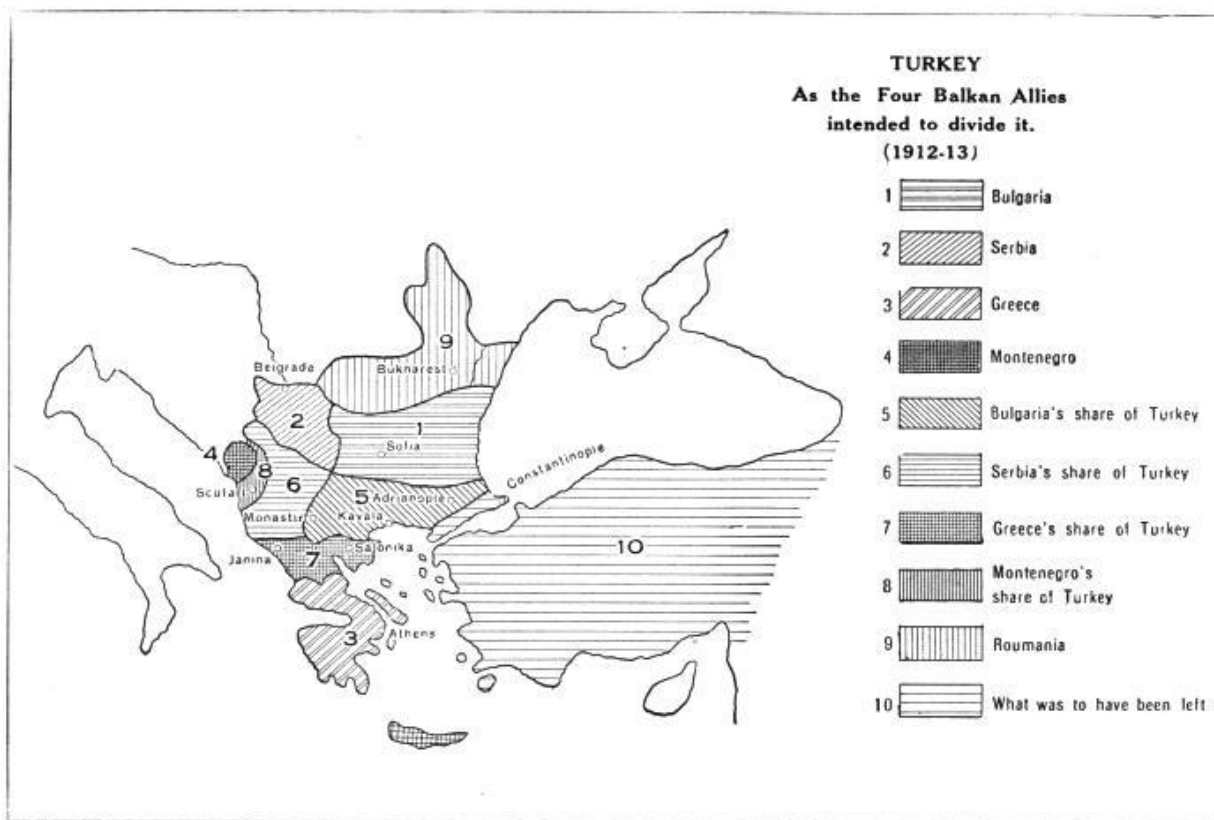 TURKEY
As the Four Balkan Allies
intended to divide it.
(1912-13)
1 Bulgaria
2 Serbia
3 Greece
4 Montenegro
5 Bulgaria's share of Turkey
6 Serbia's share of Turkey
7 Greece's share of Turkey
8 Montenegro's
share of Turkey
9 Roumania
10 What was to have been left
9
Belgrade
Bukharest
2
1
4
8
Sofia
Constantinople
Scutari
6
5
Adrianople
Monastir
Kavala
10
Janina
7
Salonika
3
Athens